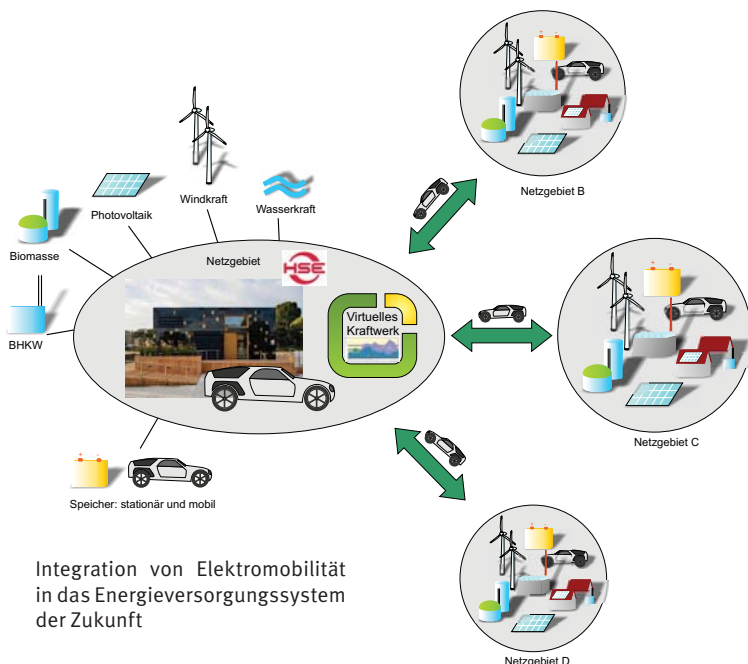 Netzgebiet B
Windkraft
Photovoltaik
Wasserkraft
Biomasse
Netzgebiet
HSE
Virtuelles
Kraftwerk
BHKW
Netzgebiet C
Speicher: stationär und mobil
Integration von Elektromobilität
in das Energieversorgungssystem
der Zukunft
Netzgebiet D